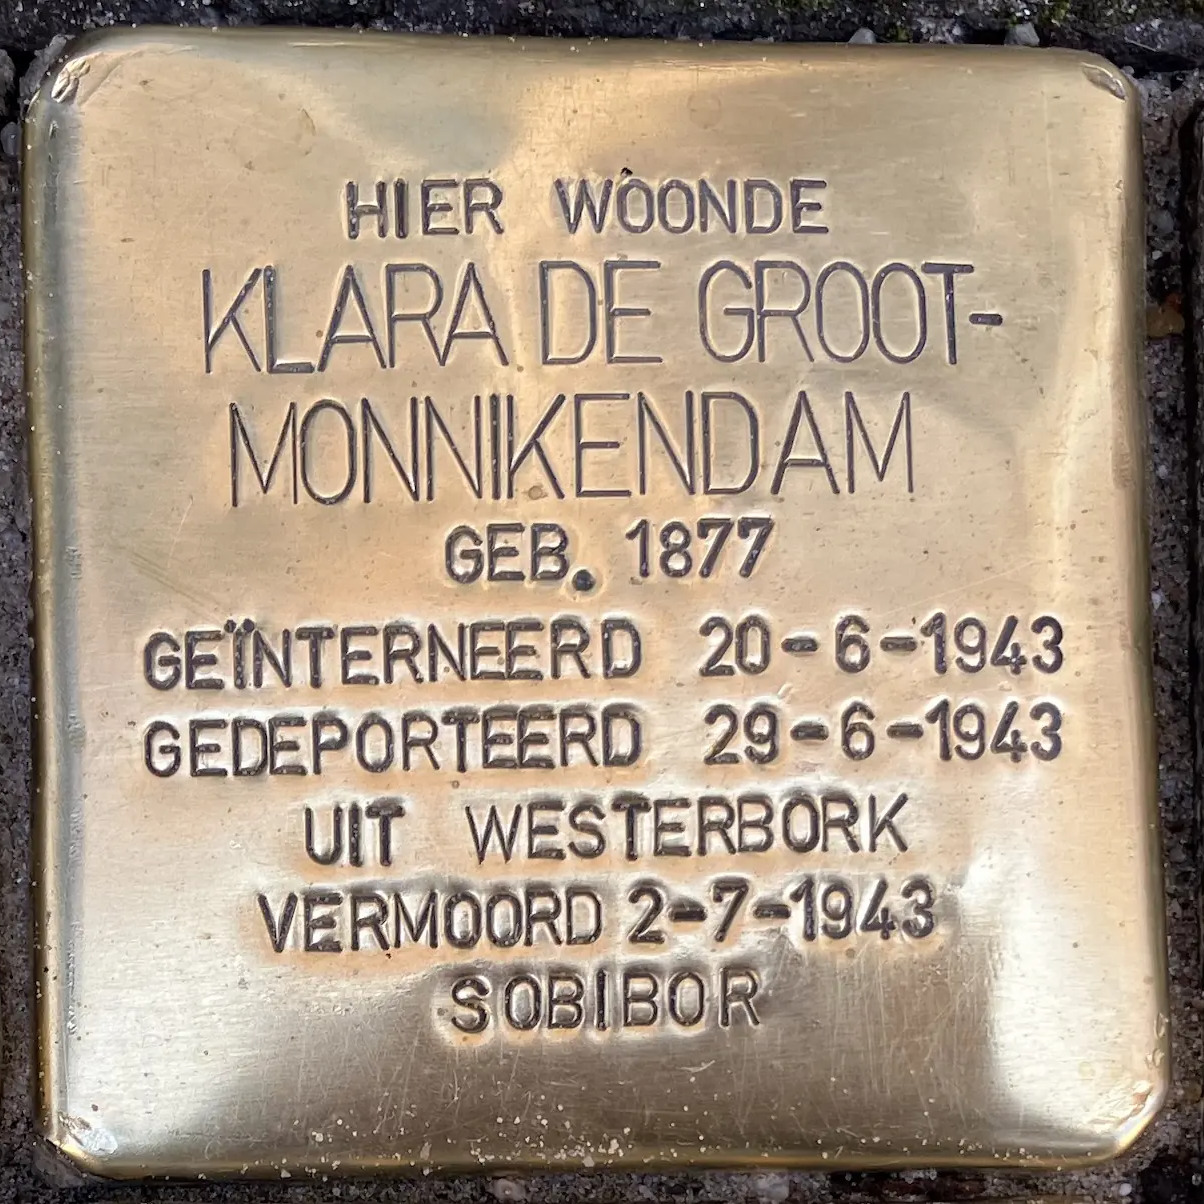 HIER WOONDE
KLARA DE GROOT-
MONNIKENDAM
GEB. 1877
GEÏNTERNEERD 20-6-1943
GEDEPORTEERD 29-6-1943
UIT WESTERBORK
VERMOORD 2-7-1943
SOBIBOR